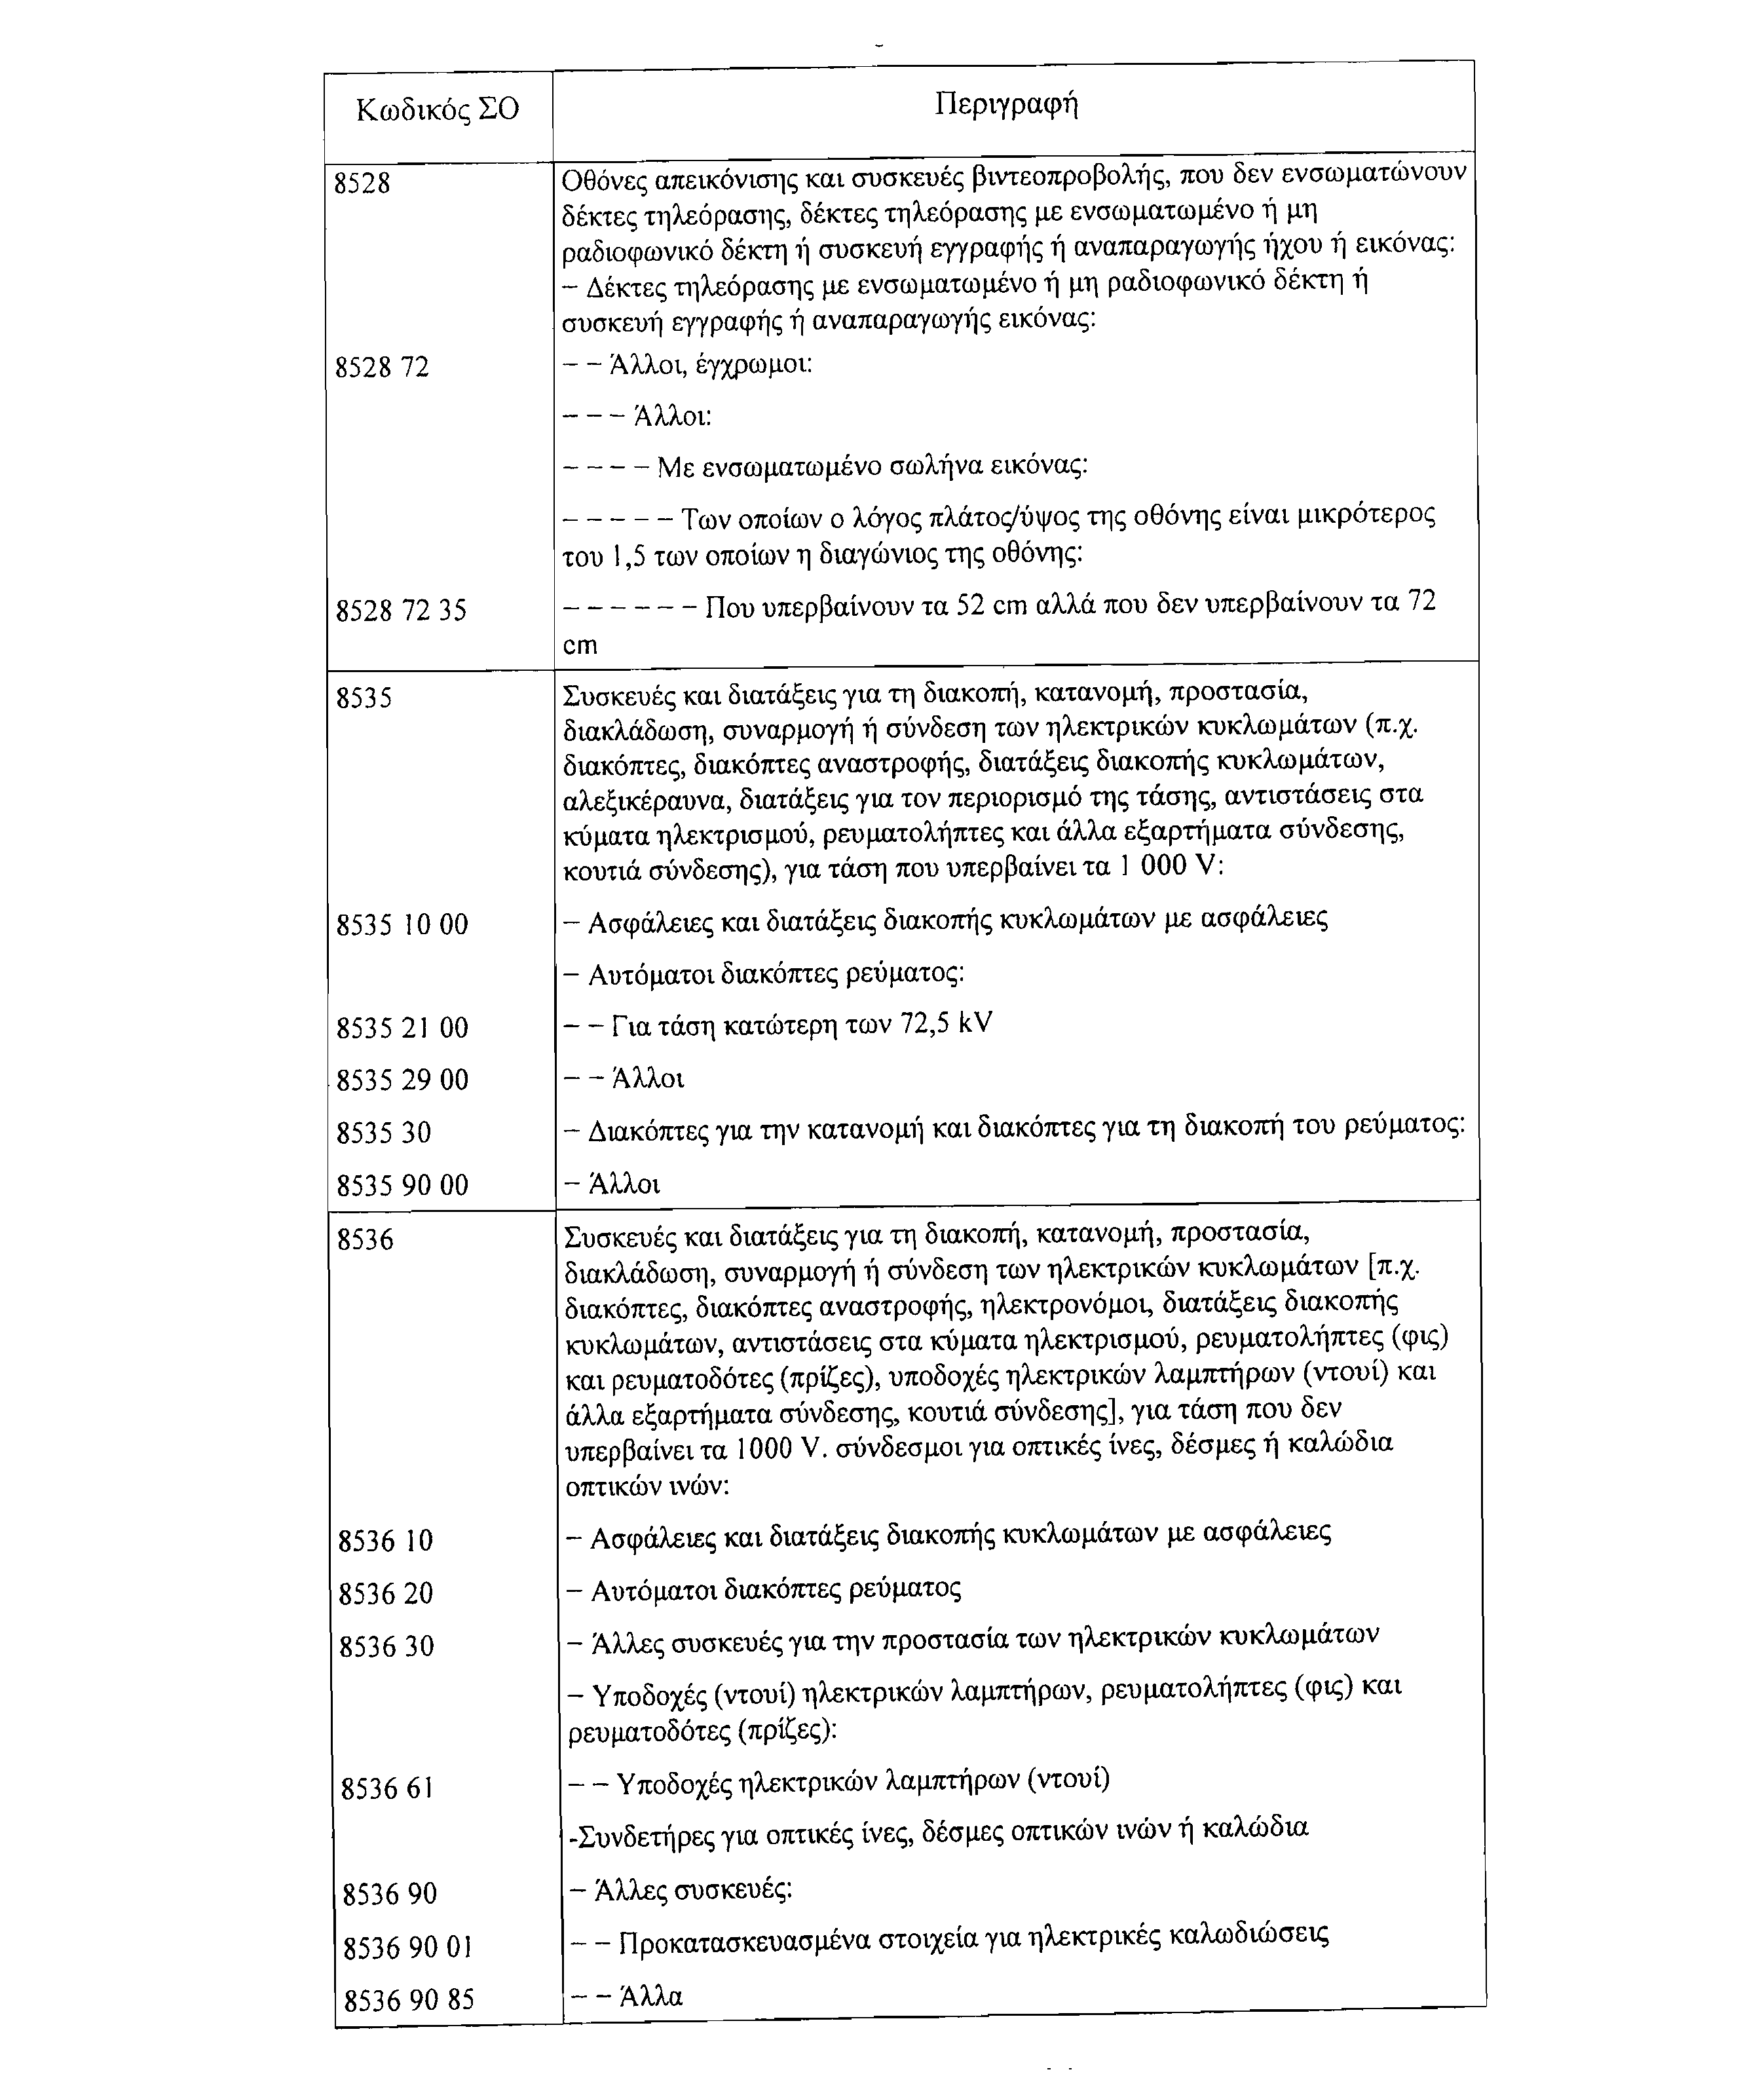 Κωδικός ΣΟ Περιγραφή
8528 Οθόνες απεικόνισης και συσκευές βιντεοπροβολής, που δεν ενσωματώνουν
δέκτες τηλεόρασης, δέκτες τηλεόρασης με ενσωματωμένο ή μη
ραδιοφωνικό δέκτη ή συσκευή εγγραφής ή αναπαραγωγής ήχου ή εικόνας:
– Δέκτες τηλεόρασης με ενσωματωμένο ή μη ραδιοφωνικό δέκτη ή
συσκευή εγγραφής ή αναπαραγωγής εικόνας:
8528 72 – – Άλλοι, έγχρωμοι:
– – – Άλλοι:
– – – – Με ενσωματωμένο σωλήνα εικόνας:
– – – – – Των οποίων ο λόγος πλάτος/ύψος της οθόνης είναι μικρότερος
του 1,5 των οποίων η διαγώνιος της οθόνης:
8528 72 35 – – – – – – Που υπερβαίνουν τα 52 cm αλλά που δεν υπερβαίνουν τα 72
cm
8535 Συσκευές και διατάξεις για τη διακοπή, κατανομή, προστασία,
διακλάδωση, συναρμογή ή σύνδεση των ηλεκτρικών κυκλωμάτων (π.χ.
διακόπτες, διακόπτες αναστροφής, διατάξεις διακοπής κυκλωμάτων,
αλεξικέραυνα, διατάξεις για τον περιορισμό της τάσης, αντιστάσεις στα
κύματα ηλεκτρισμού, ρευματολήπτες και άλλα εξαρτήματα σύνδεσης,
κουτιά σύνδεσης), για τάση που υπερβαίνει τα 1 000 V:
8535 10 00 – Ασφάλειες και διατάξεις διακοπής κυκλωμάτων με ασφάλειες
– Αυτόματοι διακόπτες ρεύματος:
8535 21 00 – – Για τάση κατώτερη των 72,5 kV
8535 29 00 – – Άλλοι
8535 30 – Διακόπτες για την κατανομή και διακόπτες για τη διακοπή του ρεύματος:
8535 90 00 – Άλλοι
8536 Συσκευές και διατάξεις για τη διακοπή, κατανομή, προστασία,
διακλάδωση, συναρμογή ή σύνδεση των ηλεκτρικών κυκλωμάτων [π.χ.
διακόπτες, διακόπτες αναστροφής, ηλεκτρονόμοι, διατάξεις διακοπής
κυκλωμάτων, αντιστάσεις στα κύματα ηλεκτρισμού, ρευματολήπτες (φις)
και ρευματοδότες (πρίζες), υποδοχές ηλεκτρικών λαμπτήρων (ντουί) και
άλλα εξαρτήματα σύνδεσης, κουτιά σύνδεσης], για τάση που δεν
υπερβαίνει τα 1000 V. σύνδεσμοι για οπτικές ίνες, δέσμες ή καλώδια
οπτικών ινών:
8536 10 – Ασφάλειες και διατάξεις διακοπής κυκλωμάτων με ασφάλειες
8536 20 – Αυτόματοι διακόπτες ρεύματος
8536 30 – Άλλες συσκευές για την προστασία των ηλεκτρικών κυκλωμάτων
– Υποδοχές (ντουί) ηλεκτρικών λαμπτήρων, ρευματολήπτες (φις) και
ρευματοδότες (πρίζες):
8536 61 – – Υποδοχές ηλεκτρικών λαμπτήρων (ντουί)
-Συνδετήρες για οπτικές ίνες, δέσμες οπτικών ινών ή καλώδια
8536 90 – Άλλες συσκευές:
8536 90 01 – – Προκατασκευασμένα στοιχεία για ηλεκτρικές καλωδιώσεις
8536 90 85 – – Άλλα